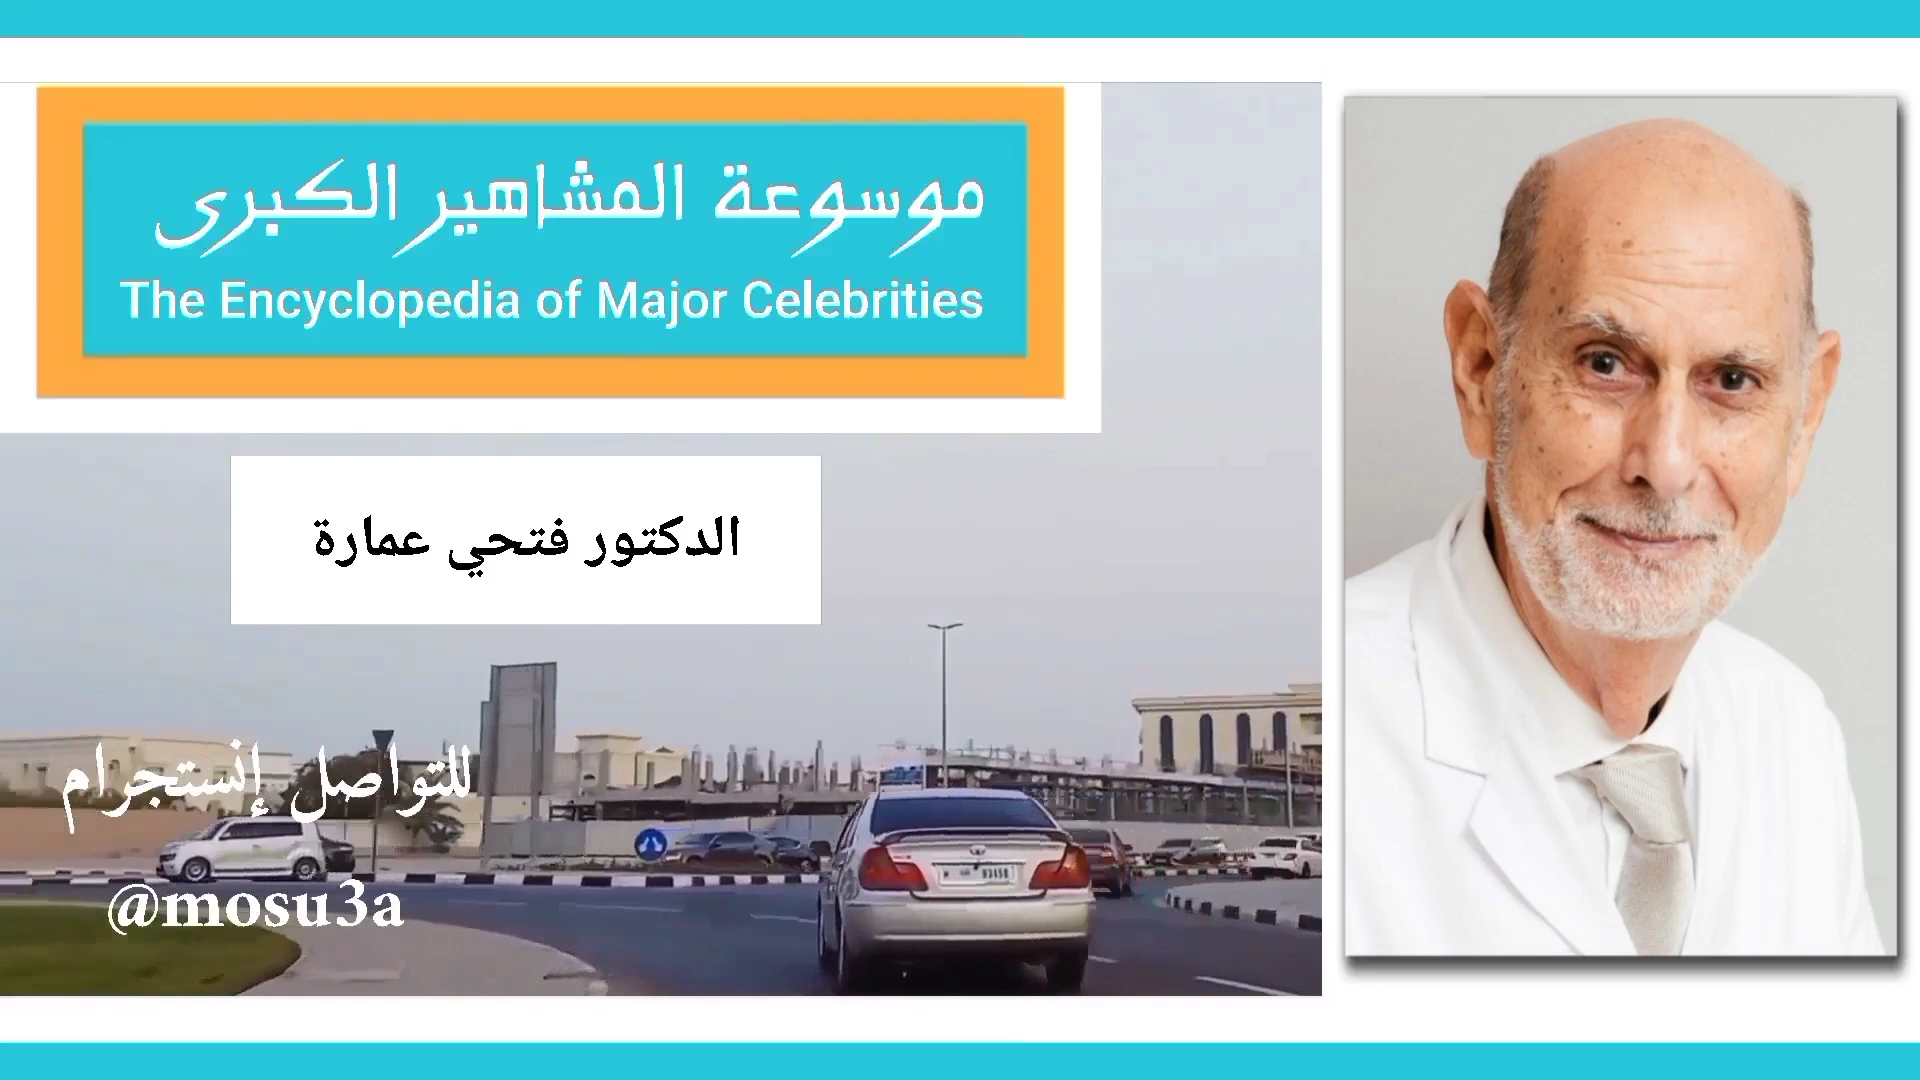 موسوعة المشاهير الكبرى
The Encyclopedia of Major Celebrities
الدكتور فتحي عمارة
للتواصل إنستجرام
@mosu3a